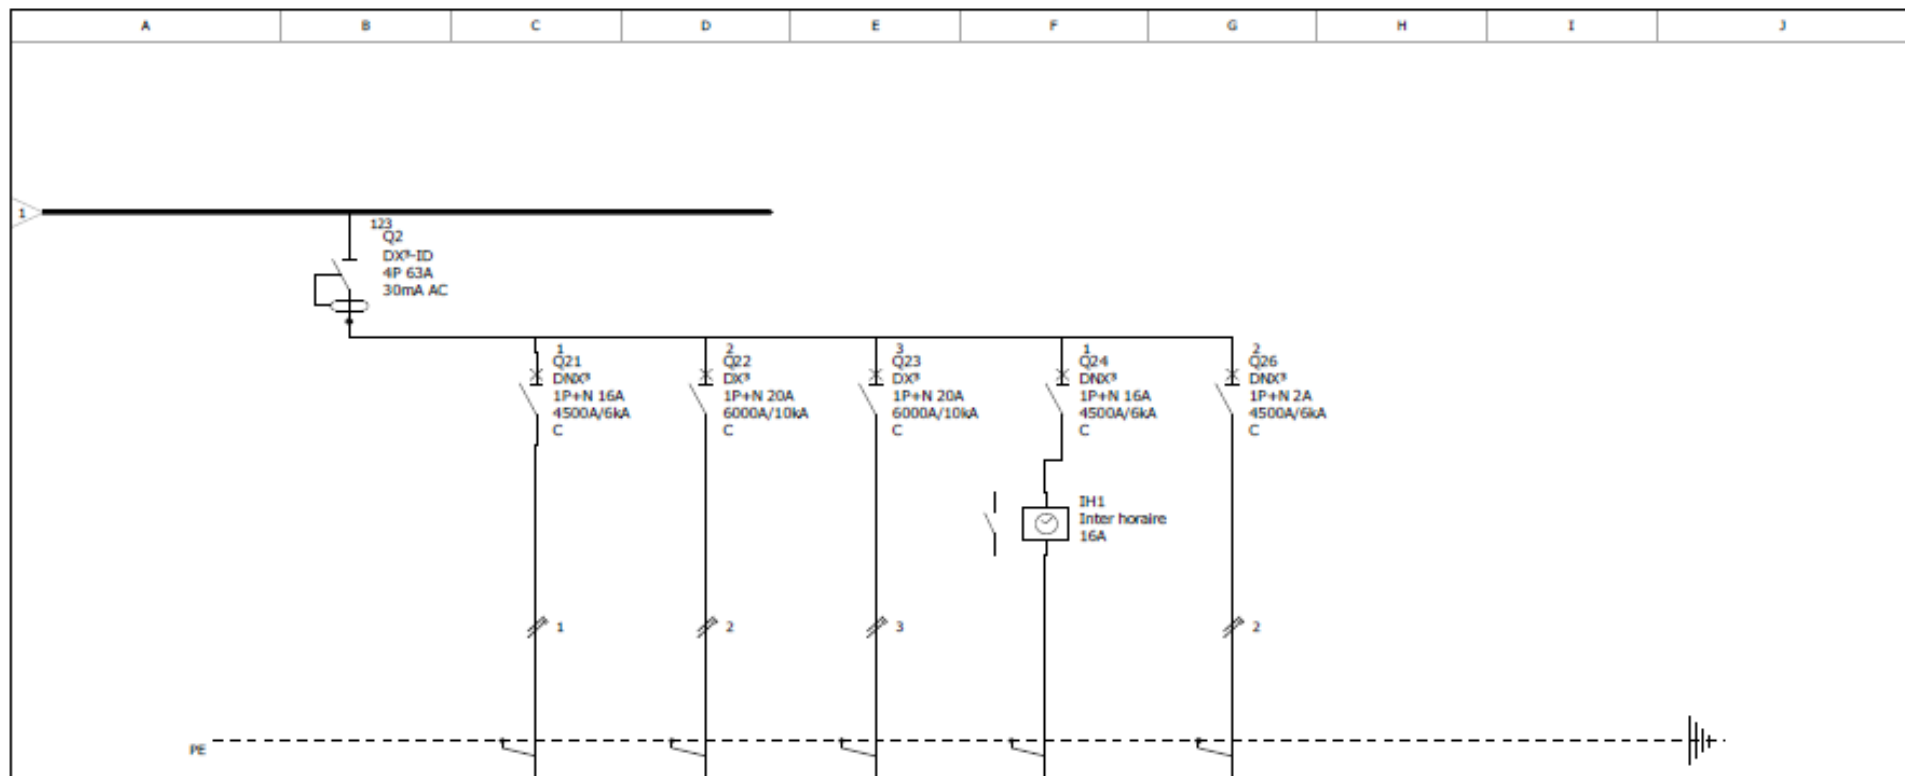 A B C D E F G H I J
1
123
Q2
DX³-ID
4P 63A
30mA AC
1
Q21
DNX³
1P+N 16A
4500A/6kA
C
2
Q22
DX³
1P+N 20A
6000A/10kA
C
3
Q23
DX³
1P+N 20A
6000A/10kA
C
1
Q24
DNX³
1P+N 16A
4500A/6kA
C
2
Q26
DNX³
1P+N 2A
4500A/6kA
C
IH1
Inter horaire
16A
1
2
3
2
PE